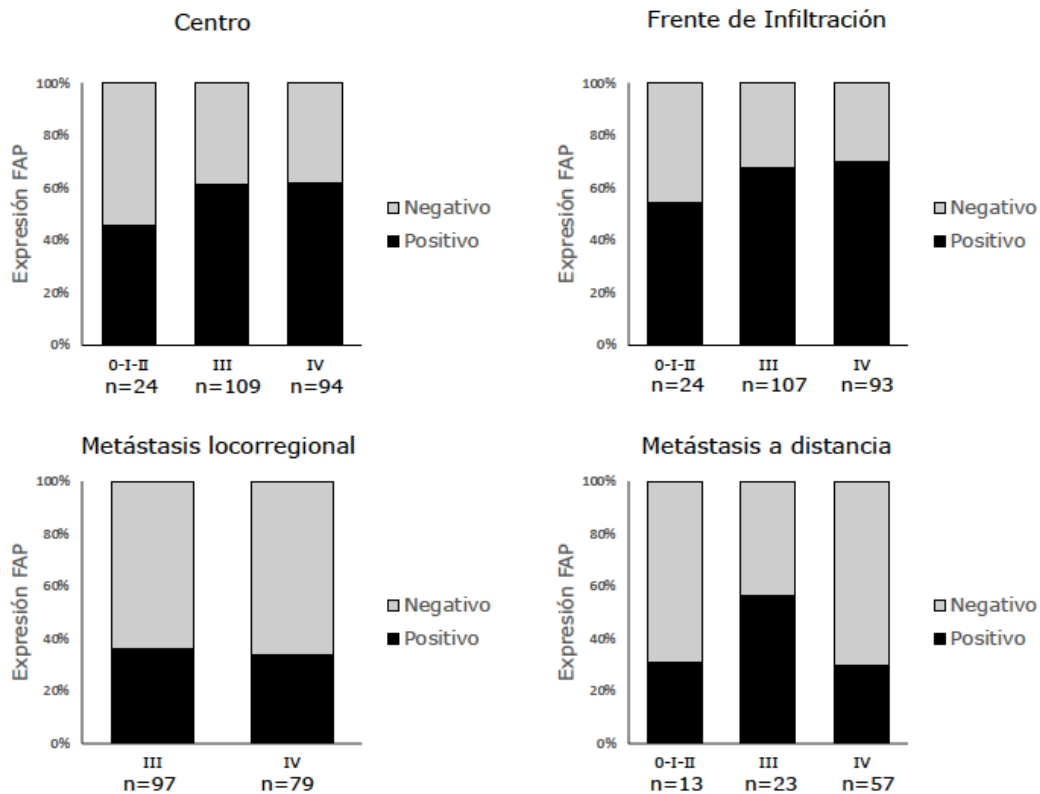 Centro
100%
80%
60%
40%
20%
0%
Expresión FAP
Negativo
Positivo
0-I-II III IV
n=24 n=109 n=94
Frente de Infiltración
100%
80%
60%
40%
20%
0%
Expresión FAP
Negativo
Positivo
0-I-II III IV
n=24 n=107 n=93
Metástasis locorregional
100%
80%
60%
40%
20%
0%
Expresión FAP
Negativo
Positivo
III IV
n=97 n=79
Metástasis a distancia
100%
80%
60%
40%
20%
0%
Expresión FAP
Negativo
Positivo
0-I-II III IV
n=13 n=23 n=57